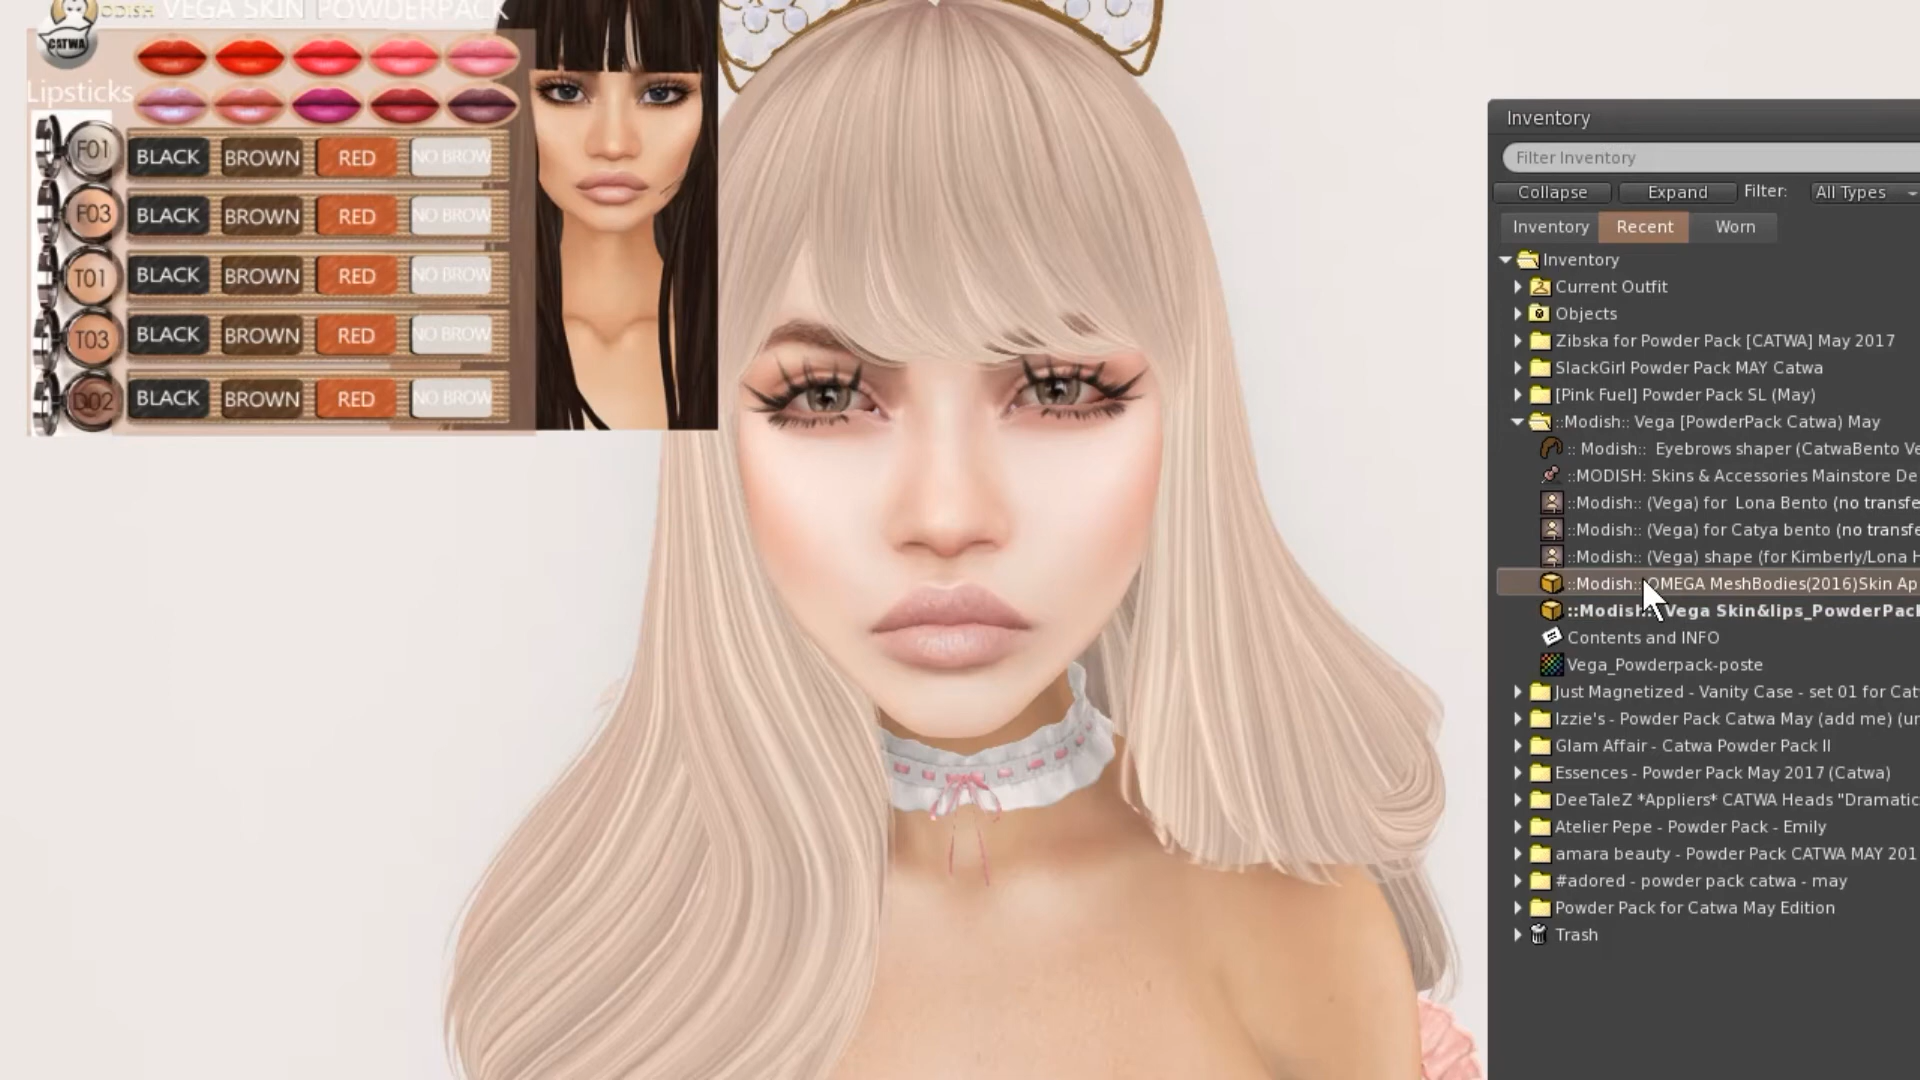 ODISH VEGA SKIN POWDERPACK
CATWA
Lipsticks
F01 BLACK BROWN RED NO BROW
F03 BLACK BROWN RED NO BROW
T01 BLACK BROWN RED NO BROW
T03 BLACK BROWN RED NO BROW
D02 BLACK BROWN RED NO BROW
Inventory
Filter Inventory
Collapse Expand Filter: All Types
Inventory Recent Worn
Inventory
Current Outfit
Objects
Zibska for Powder Pack [CATWA] May 2017
SlackGirl Powder Pack MAY Catwa
[Pink Fuel] Powder Pack SL (May)
::Modish:: Vega [PowderPack Catwa) May
:: Modish:: Eyebrows shaper (CatwaBento Ve
::MODISH: Skins & Accessories Mainstore De
::Modish:: (Vega) for Lona Bento (no transfe
::Modish:: (Vega) for Catya bento (no transfe
::Modish:: (Vega) shape (for Kimberly/Lona H
::Modish:: OMEGA MeshBodies(2016)Skin Ap
::Modish:: Vega Skin&lips_PowderPack
Contents and INFO
Vega_Powderpack-poste
Just Magnetized - Vanity Case - set 01 for Cat
Izzie's - Powder Pack Catwa May (add me) (un
Glam Affair - Catwa Powder Pack II
Essences - Powder Pack May 2017 (Catwa)
DeeTaleZ *Appliers* CATWA Heads "Dramatic
Atelier Pepe - Powder Pack - Emily
amara beauty - Powder Pack CATWA MAY 201
#adored - powder pack catwa - may
Powder Pack for Catwa May Edition
Trash